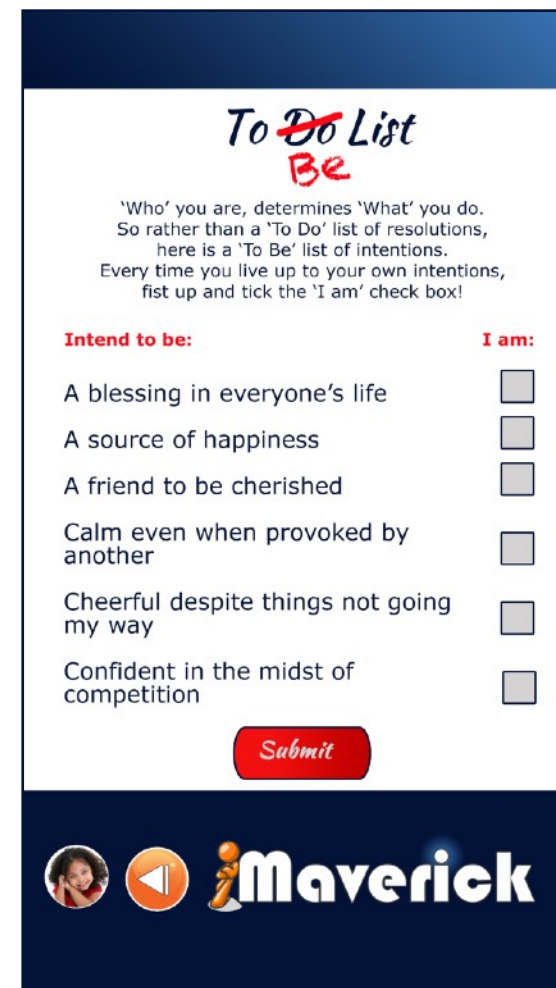 To Do List
Be
‘Who’ you are, determines ‘What’ you do.
So rather than a ‘To Do’ list of resolutions,
here is a ‘To Be’ list of intentions.
Every time you live up to your own intentions,
fist up and tick the ‘I am’ check box!
Intend to be: I am:
A blessing in everyone’s life
A source of happiness
A friend to be cherished
Calm even when provoked by
another
Cheerful despite things not going
my way
Confident in the midst of
competition
Submit
iMaverick